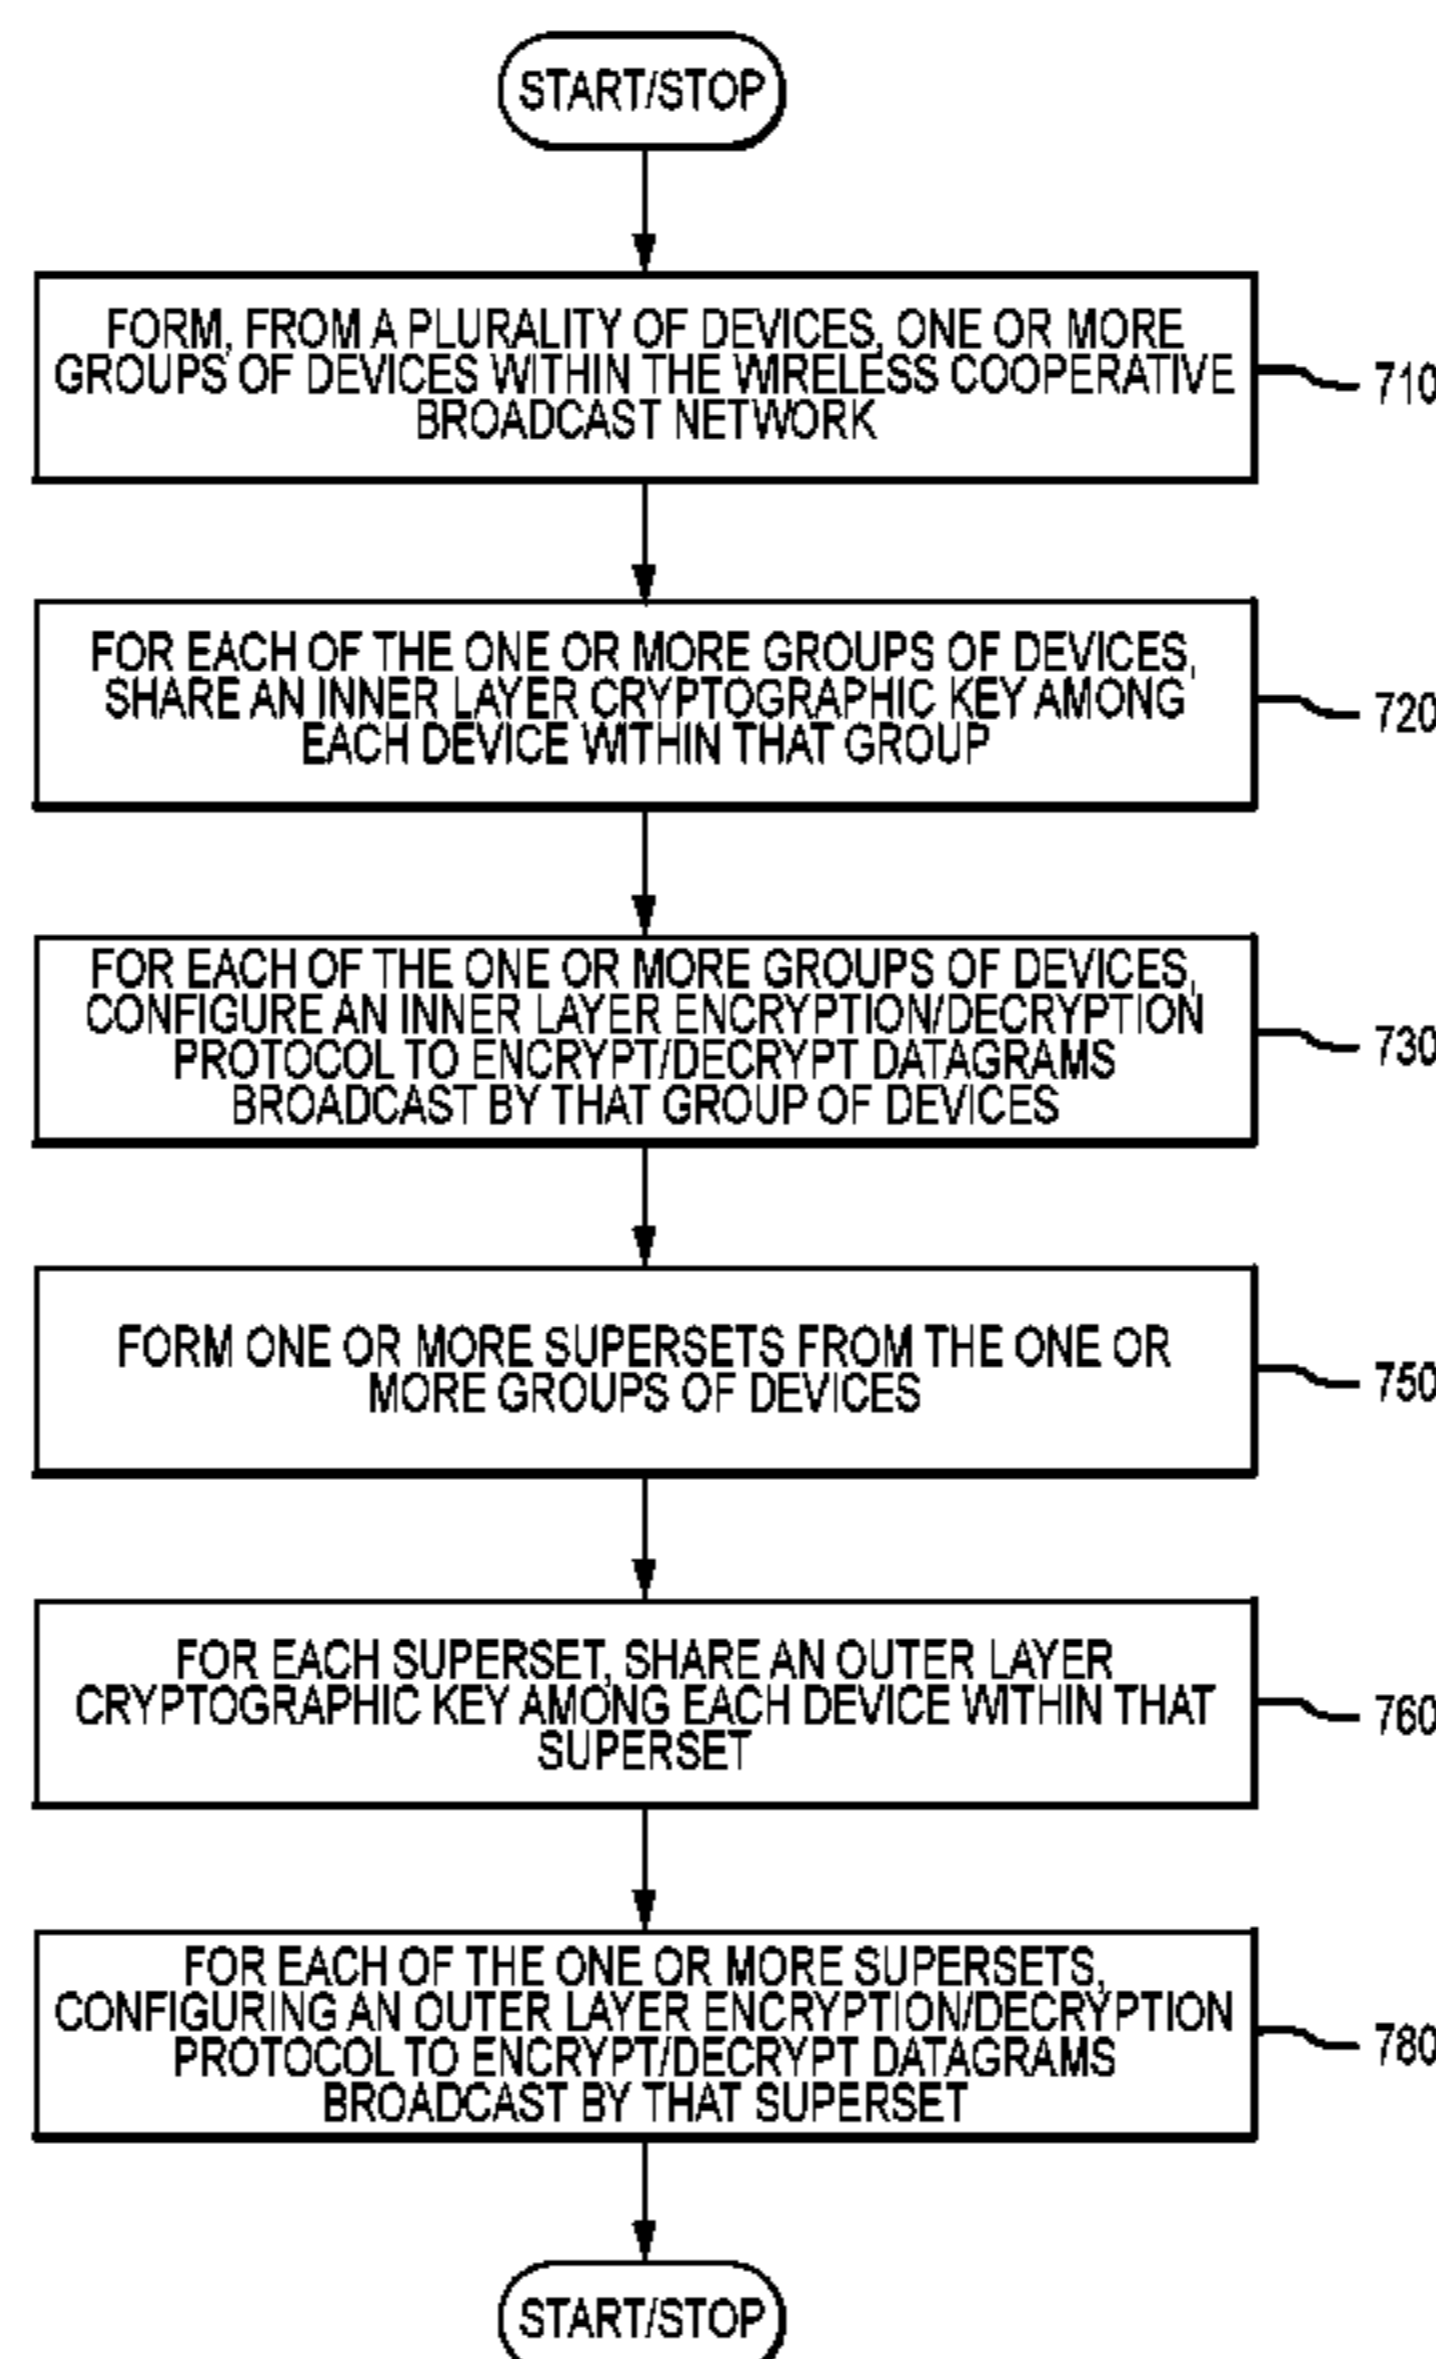 START/STOP
FORM, FROM A PLURALITY OF DEVICES, ONE OR MORE
GROUPS OF DEVICES WITHIN THE WIRELESS COOPERATIVE
BROADCAST NETWORK
710
FOR EACH OF THE ONE OR MORE GROUPS OF DEVICES,
SHARE AN INNER LAYER CRYPTOGRAPHIC KEY AMONG
EACH DEVICE WITHIN THAT GROUP
720
FOR EACH OF THE ONE OR MORE GROUPS OF DEVICES,
CONFIGURE AN INNER LAYER ENCRYPTION/DECRYPTION
PROTOCOL TO ENCRYPT/DECRYPT DATAGRAMS
BROADCAST BY THAT GROUP OF DEVICES
730
FORM ONE OR MORE SUPERSETS FROM THE ONE OR
MORE GROUPS OF DEVICES
750
FOR EACH SUPERSET, SHARE AN OUTER LAYER
CRYPTOGRAPHIC KEY AMONG EACH DEVICE WITHIN THAT
SUPERSET
760
FOR EACH OF THE ONE OR MORE SUPERSETS,
CONFIGURING AN OUTER LAYER ENCRYPTION/DECRYPTION
PROTOCOL TO ENCRYPT/DECRYPT DATAGRAMS
BROADCAST BY THAT SUPERSET
780
START/STOP